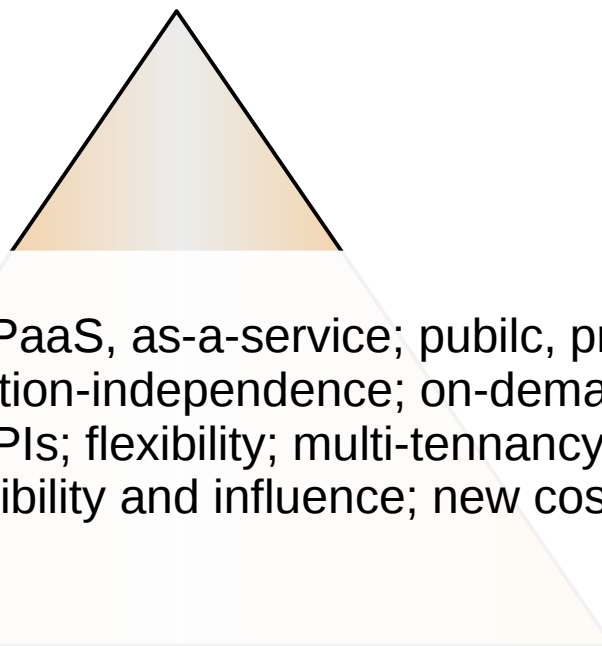 PaaS, as-a-service; pubilc, pr
tion-independence; on-dema
PIs; flexibility; multi-tennancy
ibility and influence; new cos